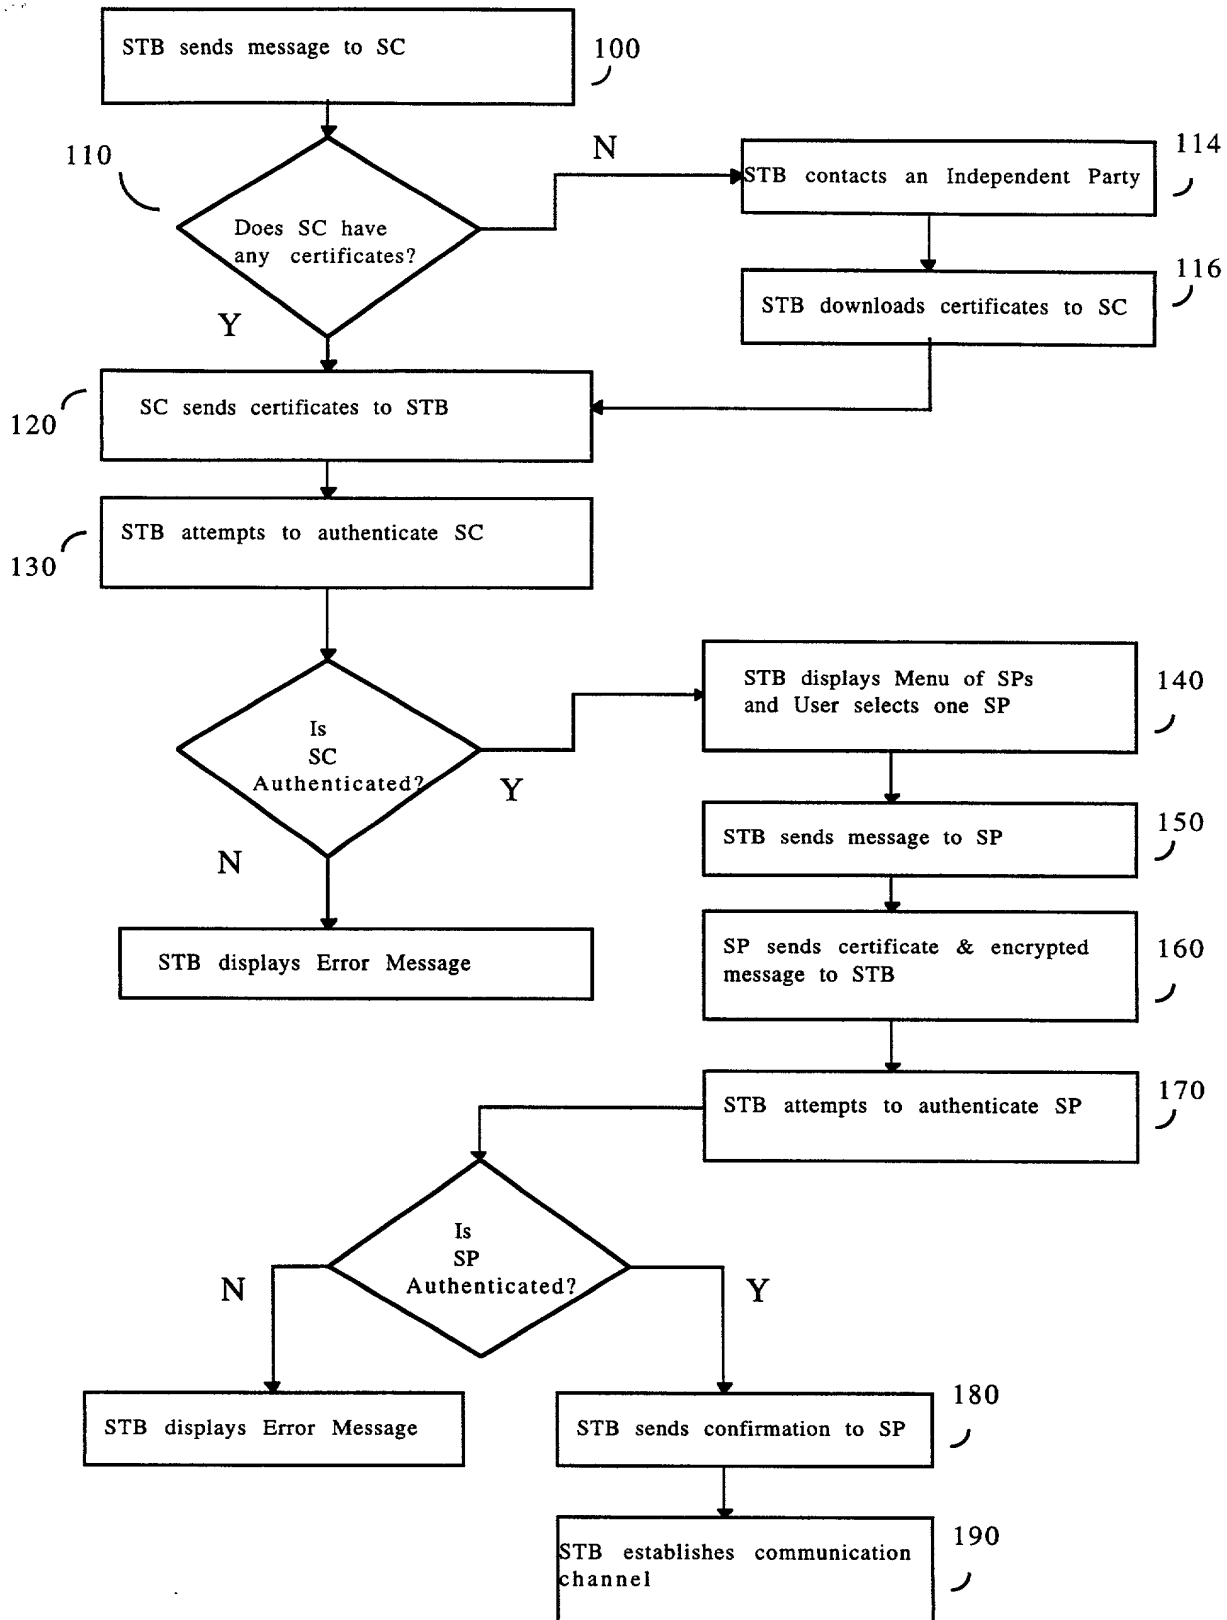 STB sends message to SC
100
110
N
114
STB contacts an Independent Party
Does SC have
any certificates?
116
STB downloads certificates to SC
Y
120
SC sends certificates to STB
130
STB attempts to authenticate SC
140
STB displays Menu of SPs
and User selects one SP
Is
SC
Authenticated?
Y
150
STB sends message to SP
N
160
SP sends certificate & encrypted
message to STB
STB displays Error Message
170
STB attempts to authenticate SP
Is
SP
Authenticated?
N
Y
STB displays Error Message
180
STB sends confirmation to SP
190
STB establishes communication
channel